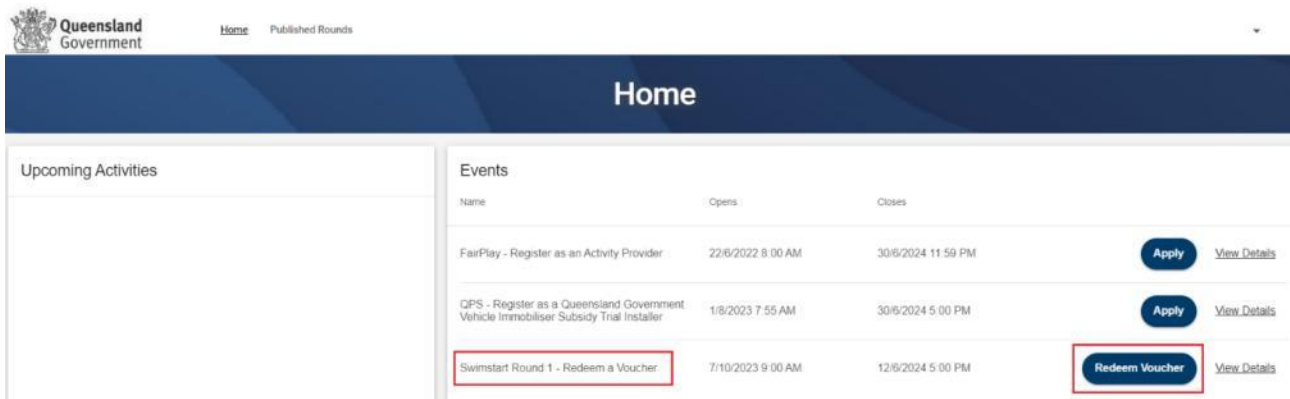 Queensland
Government
Home Published Rounds
Home
Upcoming Activities
Events
Name Opens Closes
FairPlay - Register as an Activity Provider 22/6/2022 8:00 AM 30/6/2024 11:59 PM Apply View Details
QPS - Register as a Queensland Government
Vehicle Immobiliser Subsidy Trial Installer 1/8/2023 7:55 AM 30/6/2024 5:00 PM Apply View Details
Swimstart Round 1 - Redeem a Voucher 7/10/2023 9:00 AM 12/6/2024 5:00 PM Redeem Voucher View Details